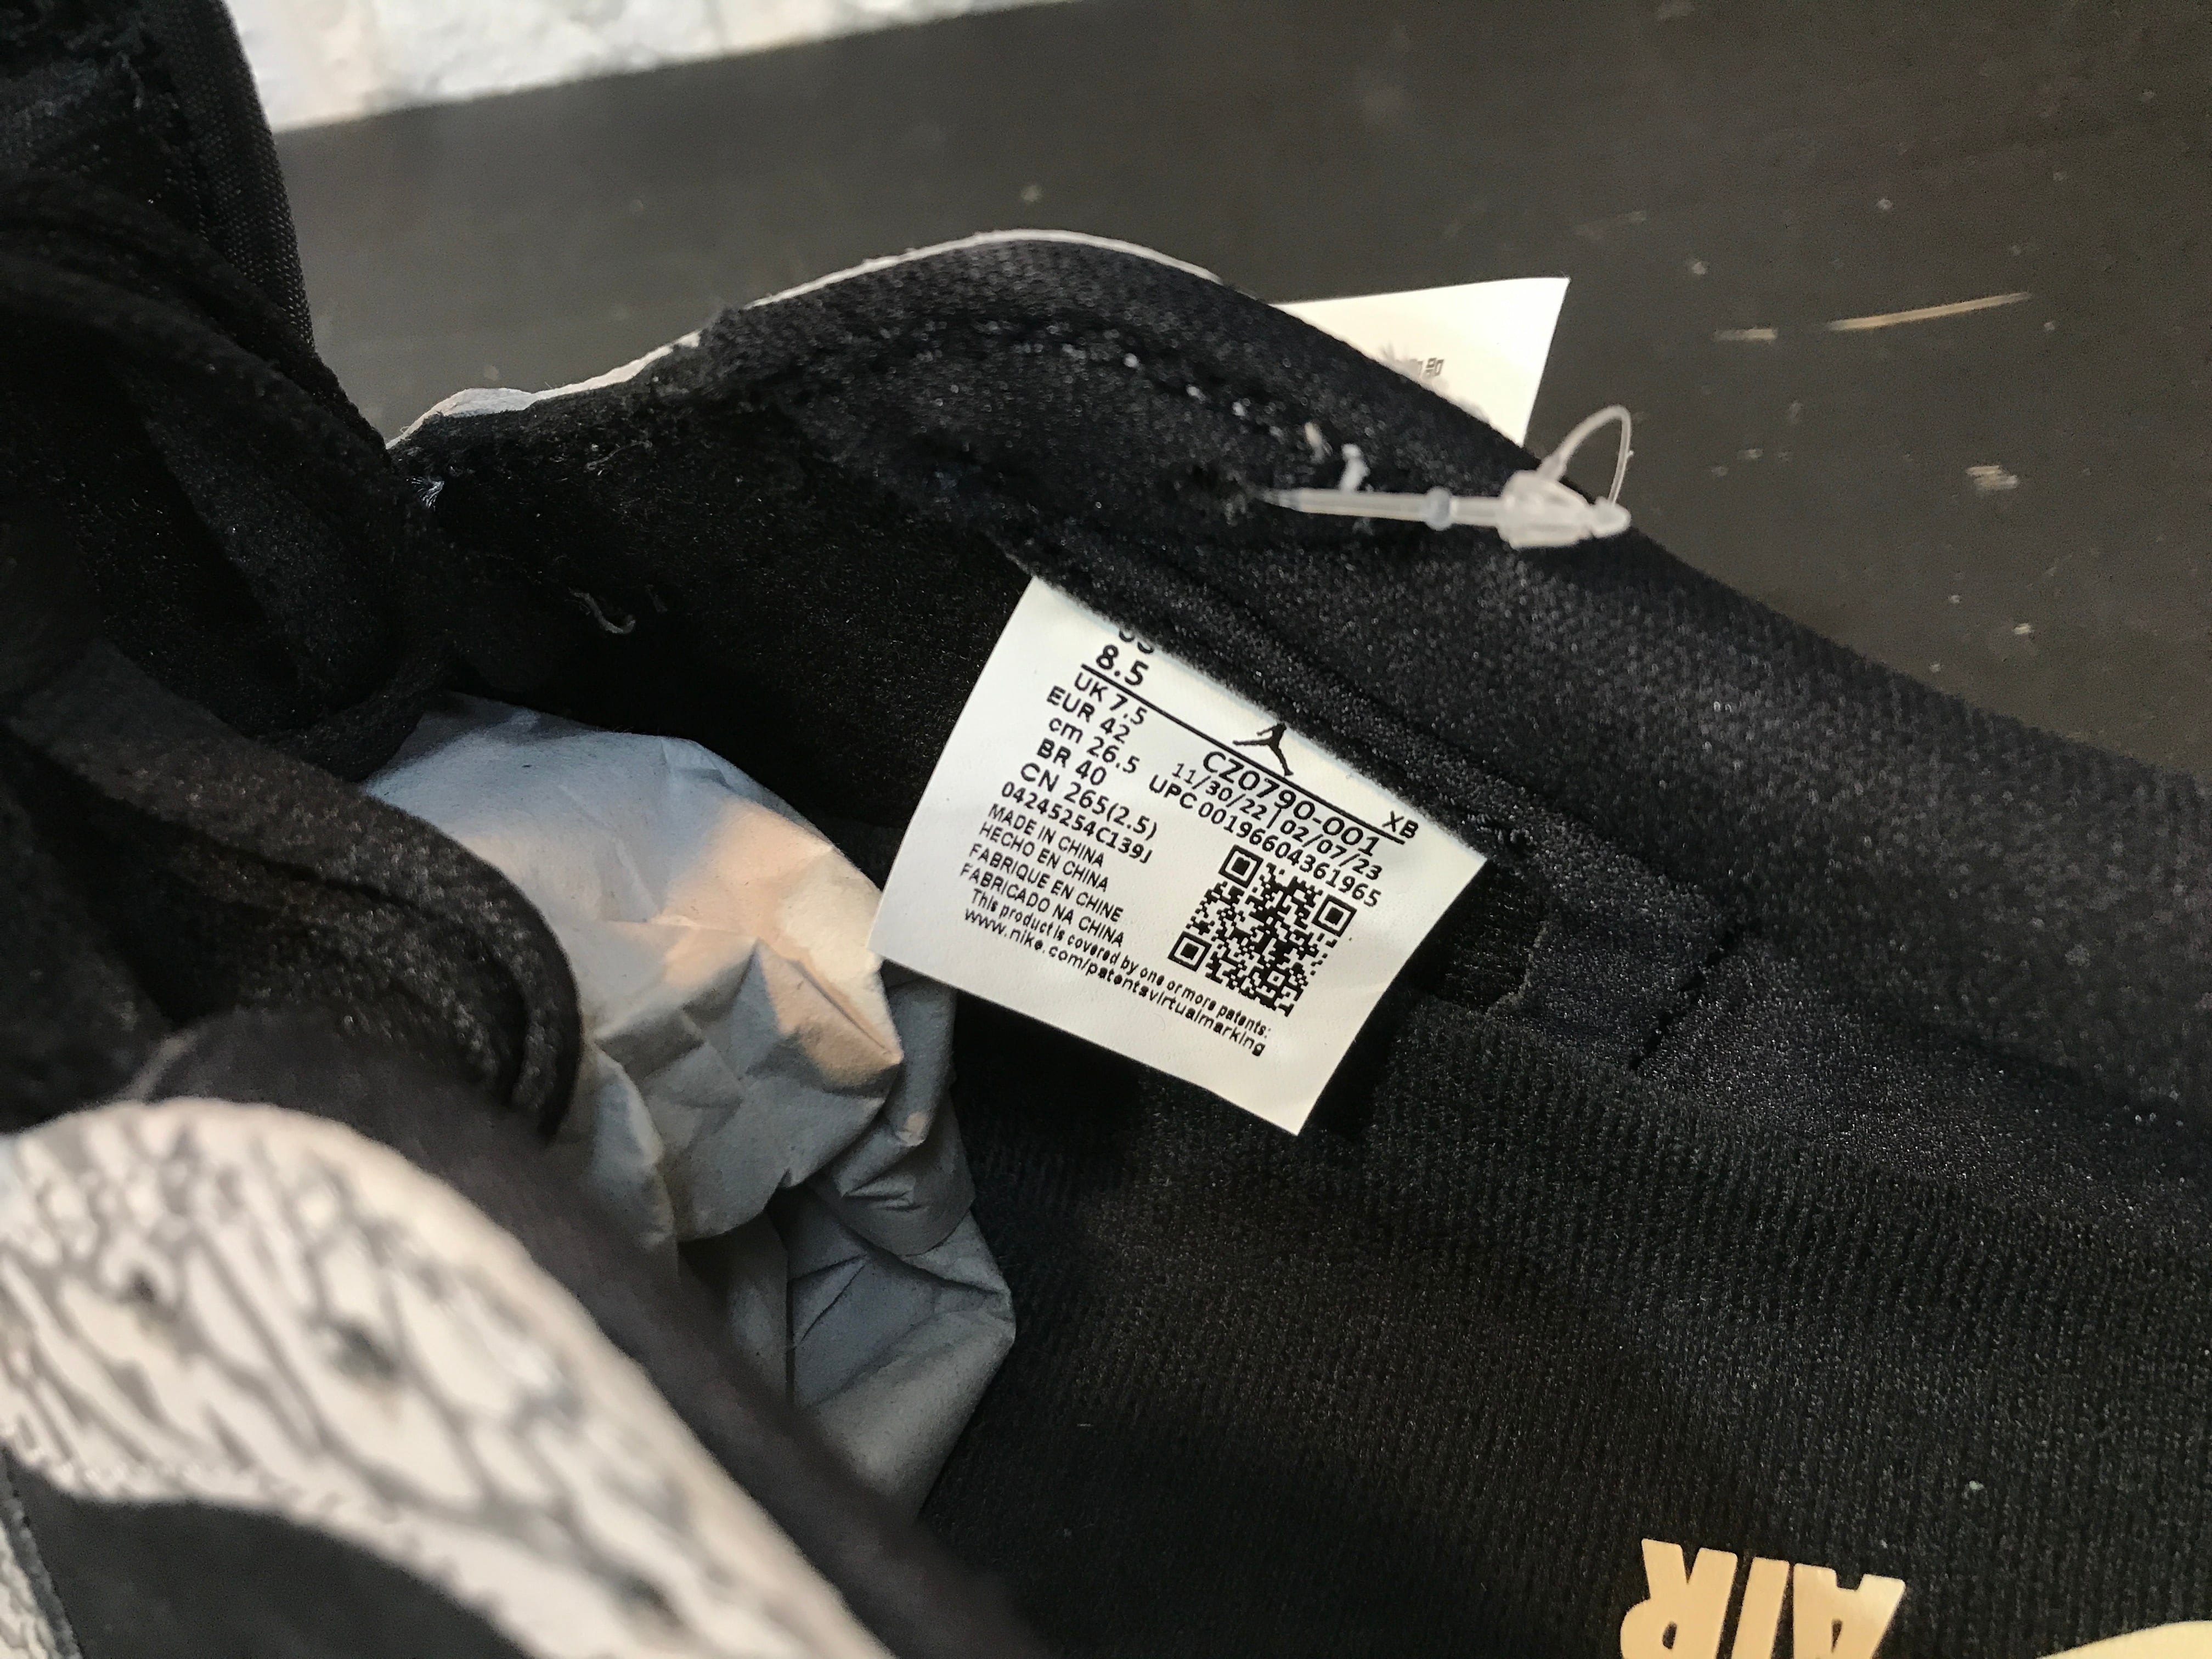 8.5
UK 7.5
EUR 42
cm 26.5
BR 40
CN 265(2.5)
04245254C139J
MADE IN CHINA
HECHO EN CHINA
FABRIQUE EN CHINE
FABRICADO NA CHINA
This product is covered by one or more patents:
www.nike.com/patentsvirtualmarking
XB
CZ0790-001
11/30/22|02/07/23
UPC 00196604361965
AIR